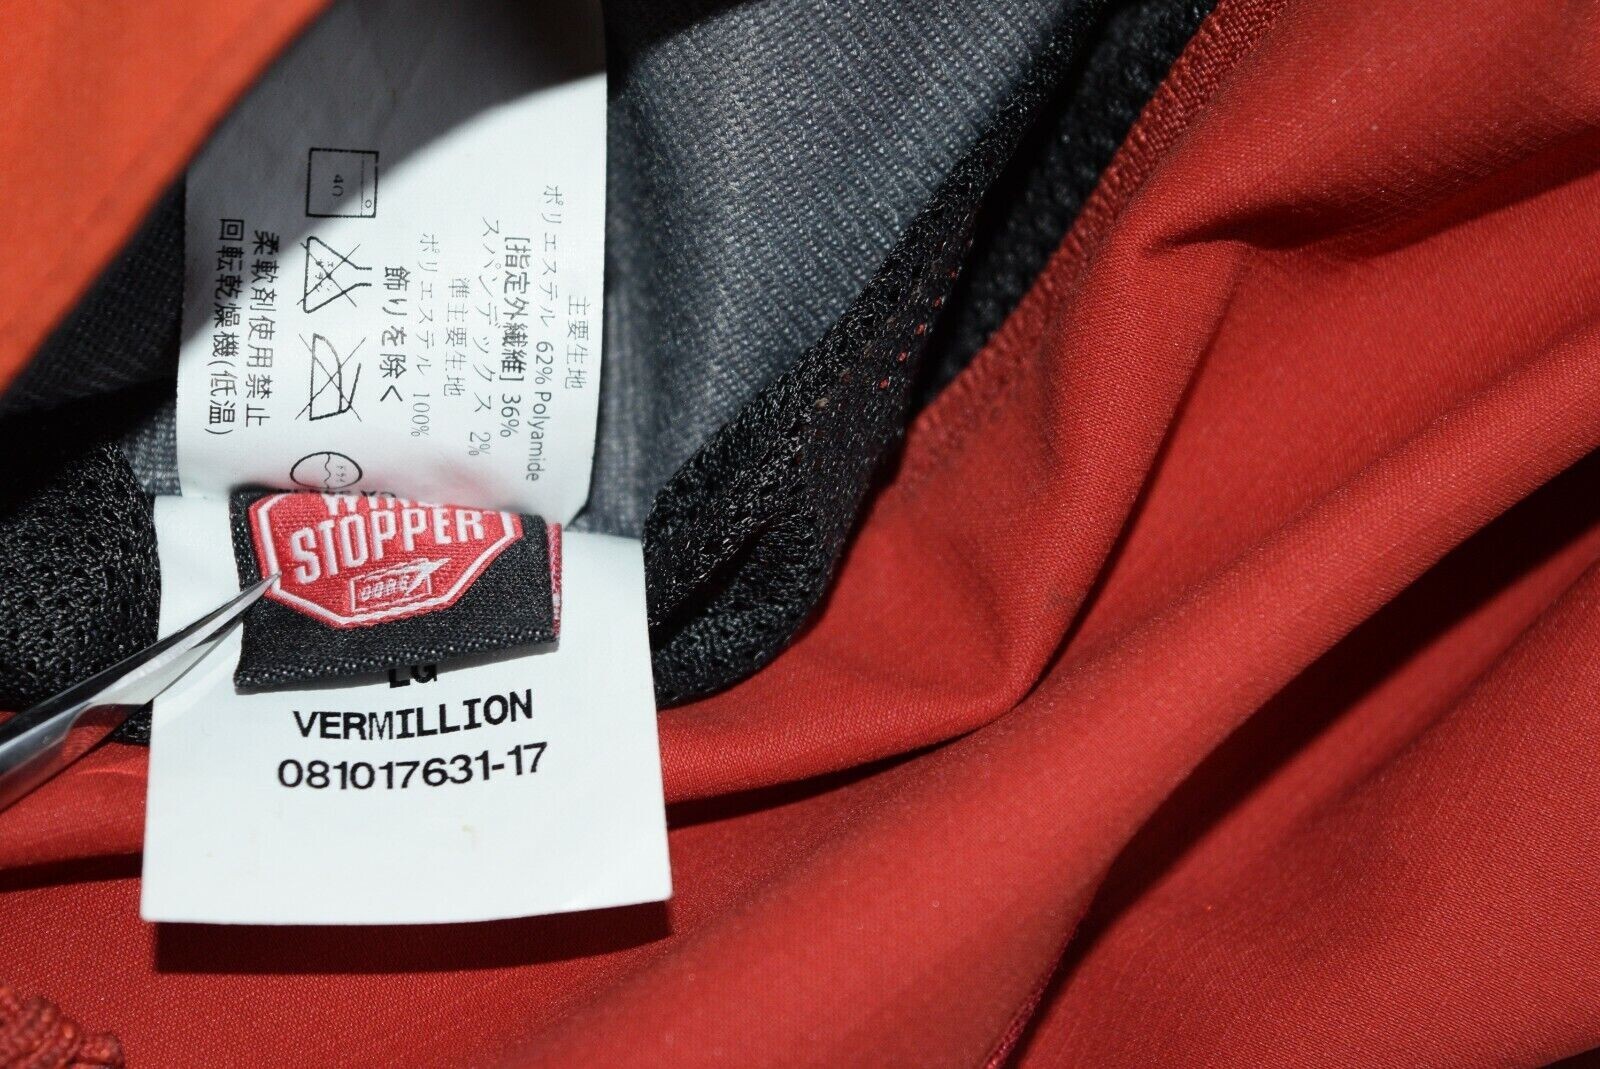 主要生地
ポリエステル 62% Polyamide
[指定外繊維] 36%
スパンデックス 2%
準主要生地
ポリエステル 100%
飾りを除く
40
柔軟剤使用禁止
回転乾燥機(低温)
WIND
STOPPER
GORE
LG
VERMILLION
081017631-17